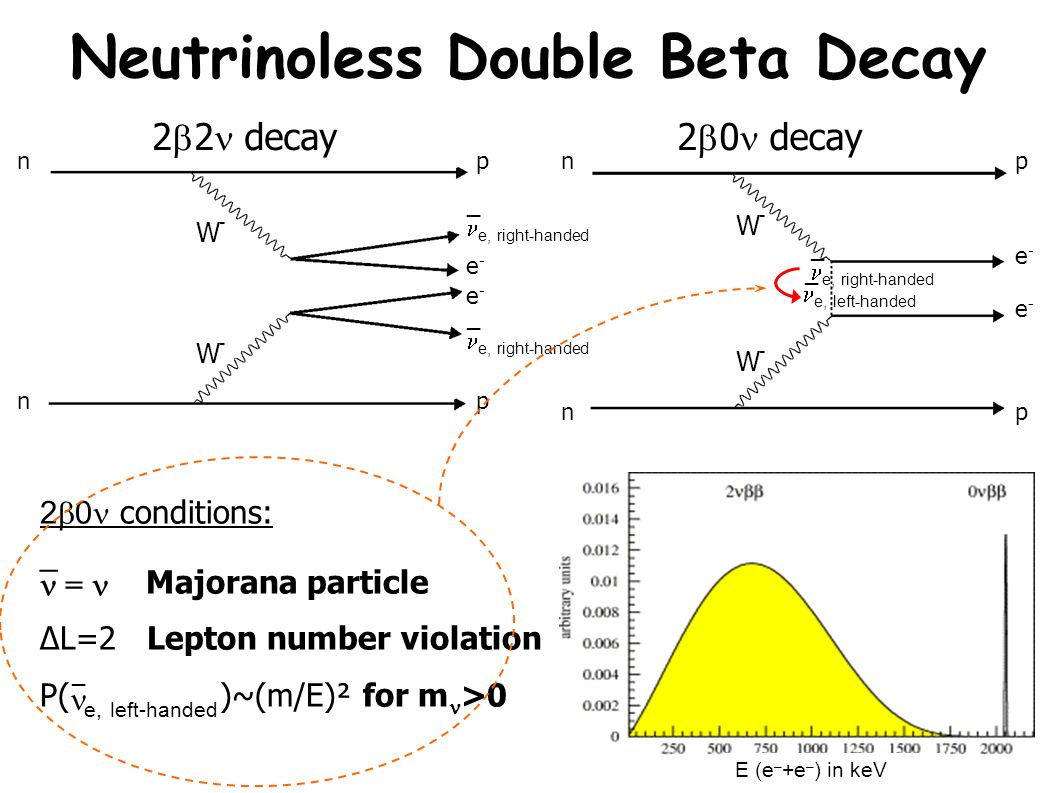 Neutrinoless Double Beta Decay
2β2ν decay
n p
W-
ν̅e, right-handed
e-
e-
ν̅e, right-handed
W-
n p
2β0ν decay
n p
W-
e-
ν̅e, right-handed
ν̅e, left-handed
e-
W-
n p
2β0ν conditions:
ν̅ = ν Majorana particle
ΔL=2 Lepton number violation
P(ν̅e, left-handed)~(m/E)² for mν>0
2νββ 0νββ
arbitrary units
0.016
0.014
0.012
0.01
0.008
0.006
0.004
0.002
0
250 500 750 1000 1250 1500 1750 2000
E (e–+e–) in keV